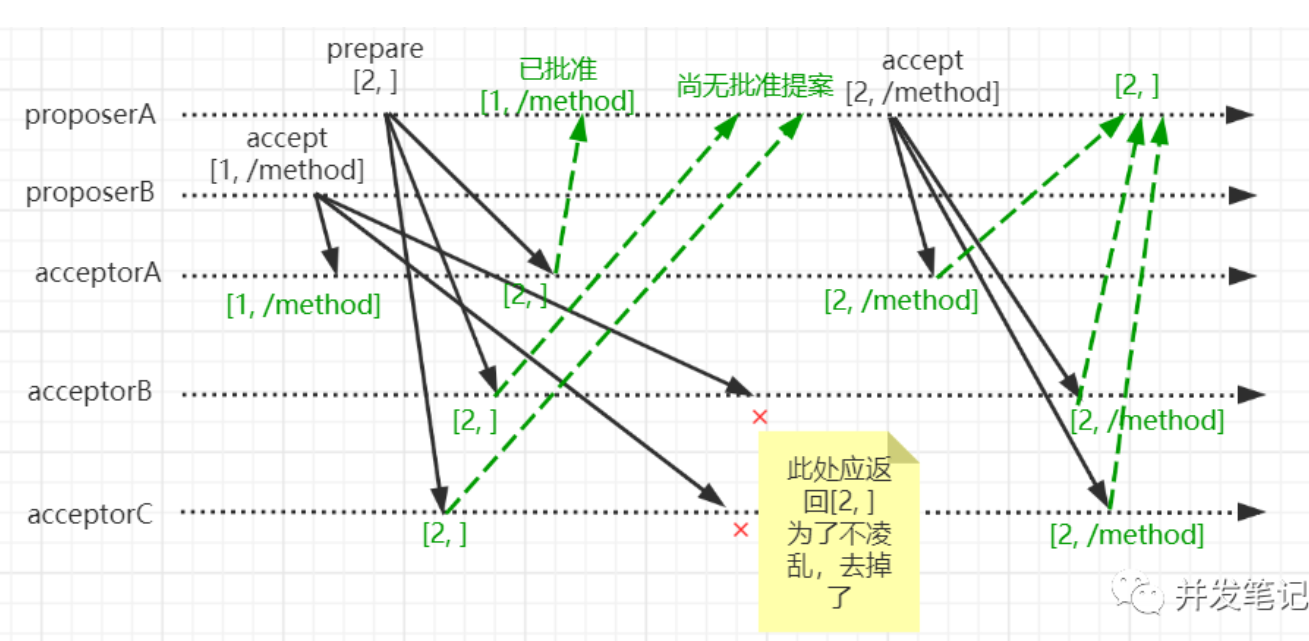 prepare
[2, ]
已批准
[1, /method]
尚无批准提案
accept
[2, /method]
[2, ]
proposerA
accept
[1, /method]
proposerB
acceptorA
[1, /method]
[2, ]
[2, /method]
acceptorB
[2, ]
×
[2, /method]
此处应返
回[2, ]
为了不凌
乱，去掉
了
acceptorC
[2, ]
×
[2, /method]
并发笔记